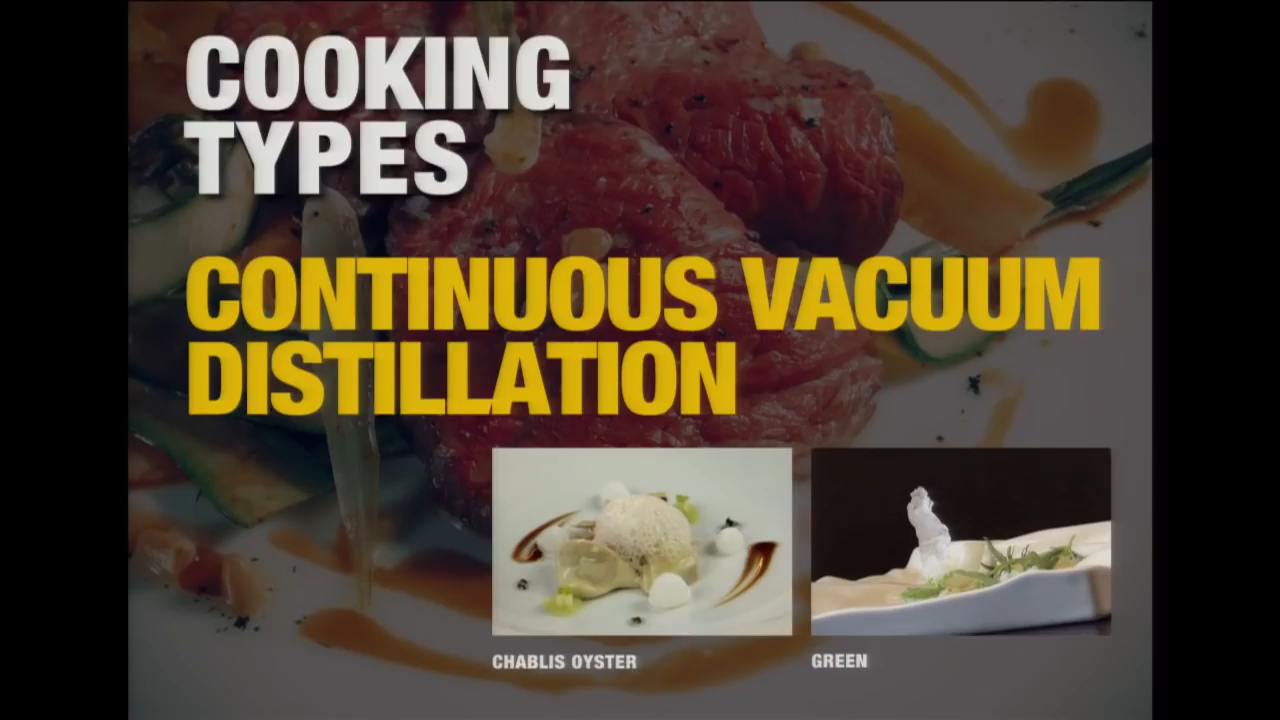 COOKING
TYPES
CONTINUOUS VACUUM
DISTILLATION
CHABLIS OYSTER
GREEN